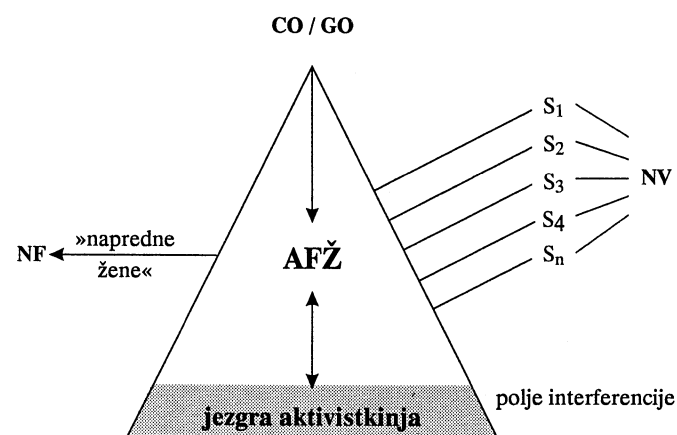 CO / GO
S1
S2
S3
S4
Sn
NV
NF
»napredne
žene«
AFŽ
polje interferencije
jezgra aktivistkinja